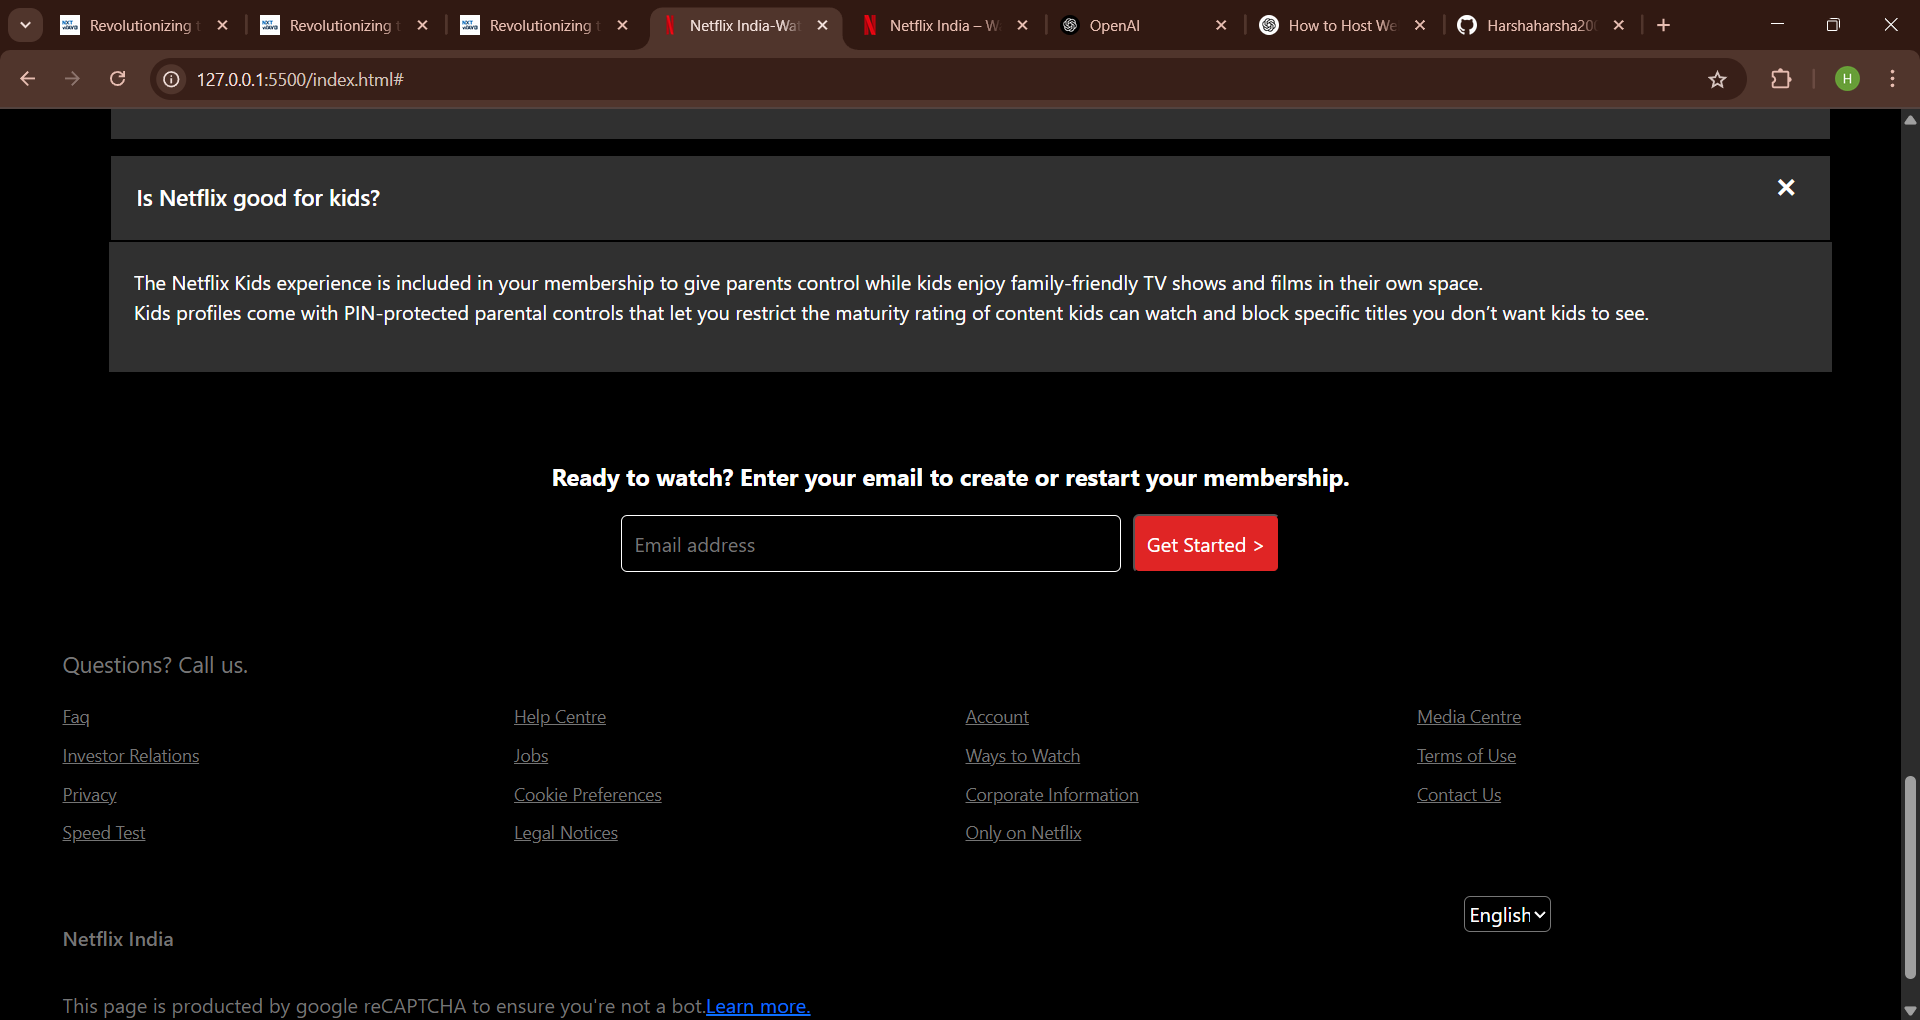 Revolutionizing t
Revolutionizing t
Revolutionizing t
Netflix India-Wat
Netflix India – Wa
OpenAI
How to Host We
Harshaharsha200
127.0.0.1:5500/index.html#
H
Is Netflix good for kids?
The Netflix Kids experience is included in your membership to give parents control while kids enjoy family-friendly TV shows and films in their own space.
Kids profiles come with PIN-protected parental controls that let you restrict the maturity rating of content kids can watch and block specific titles you don’t want kids to see.
Ready to watch? Enter your email to create or restart your membership.
Email address
Get Started >
Questions? Call us.
Faq
Help Centre
Account
Media Centre
Investor Relations
Jobs
Ways to Watch
Terms of Use
Privacy
Cookie Preferences
Corporate Information
Contact Us
Speed Test
Legal Notices
Only on Netflix
English
Netflix India
This page is producted by google reCAPTCHA to ensure you're not a bot.Learn more.